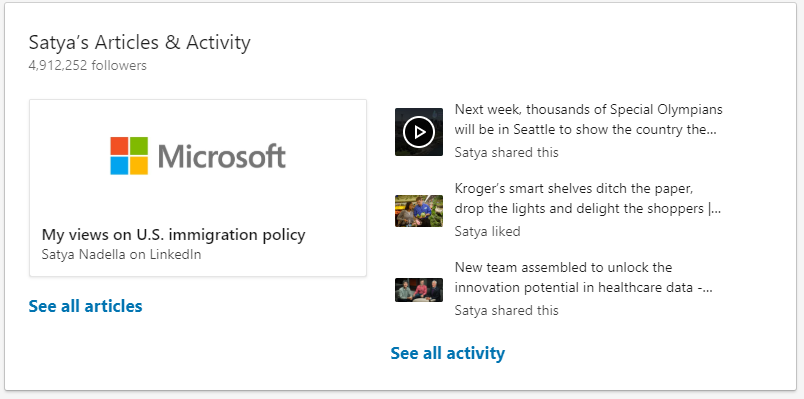 Satya's Articles & Activity
4,912,252 followers
Microsoft
My views on U.S. immigration policy
Satya Nadella on LinkedIn
See all articles
Next week, thousands of Special Olympians
will be in Seattle to show the country the...
Satya shared this
Kroger's smart shelves ditch the paper,
drop the lights and delight the shoppers |...
Satya liked
New team assembled to unlock the
innovation potential in healthcare data -...
Satya shared this
See all activity